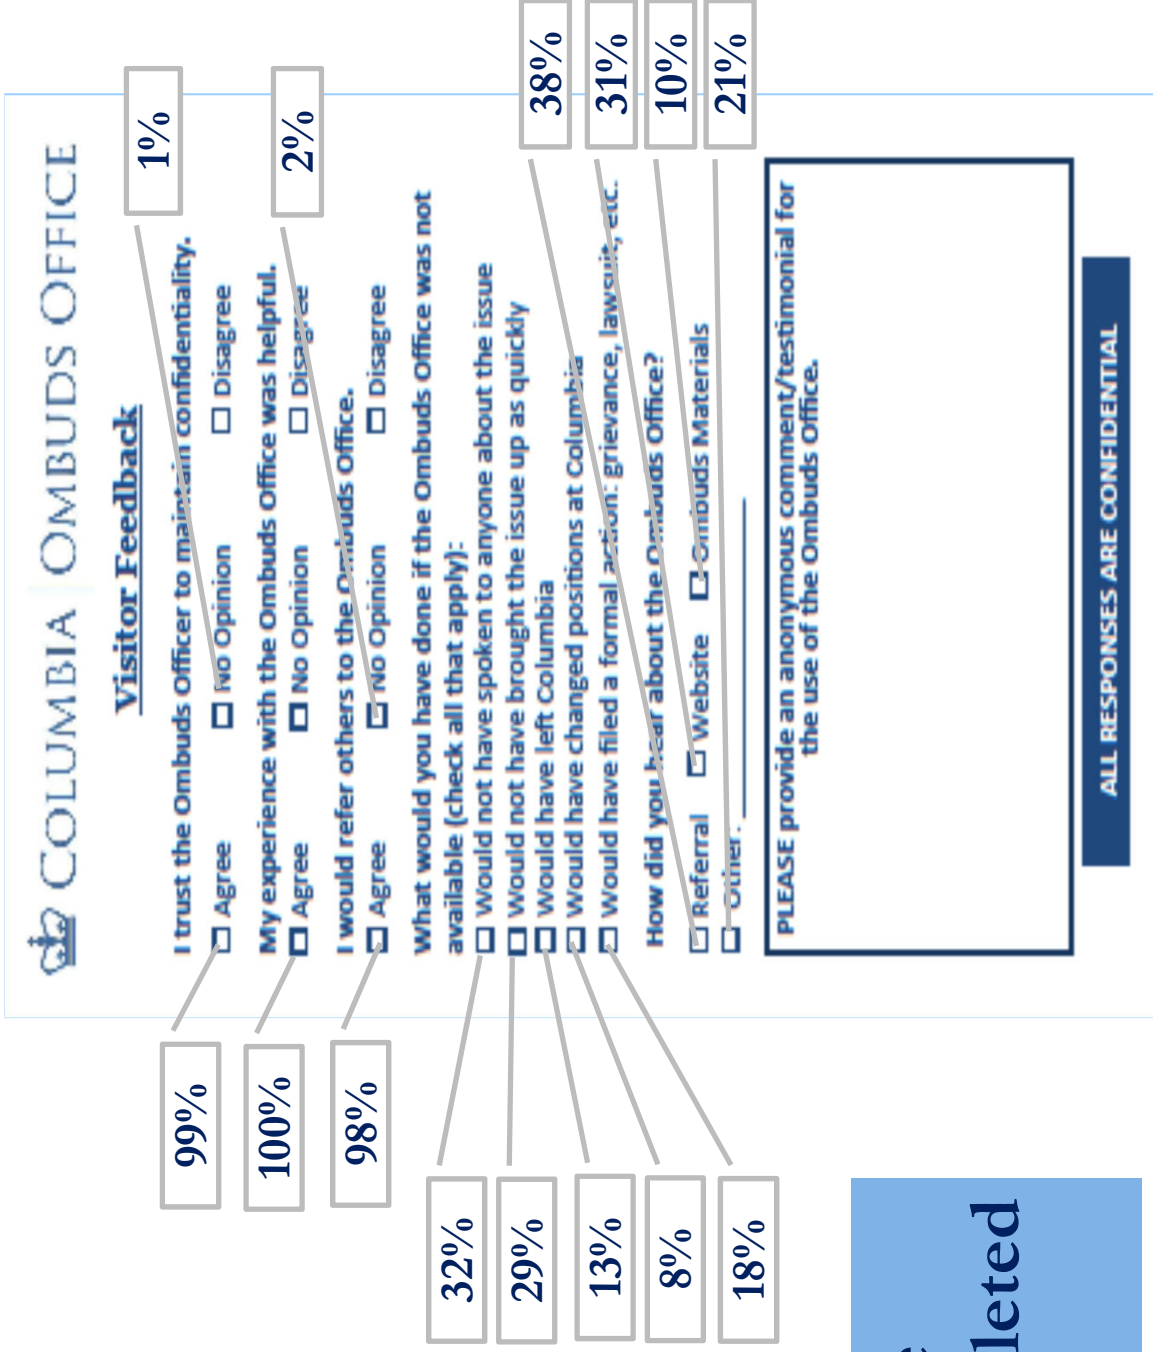 COLUMBIA OMBUDS OFFICE
Visitor Feedback
I trust the Ombuds Officer to maintain confidentiality.
Agree No Opinion Disagree
99%
1%
My experience with the Ombuds Office was helpful.
Agree No Opinion Disagree
100%
I would refer others to the Ombuds Office.
Agree No Opinion Disagree
98%
2%
What would you have done if the Ombuds Office was not
available (check all that apply):
Would not have spoken to anyone about the issue
Would not have brought the issue up as quickly
Would have left Columbia
Would have changed positions at Columbia
Would have filed a formal action: grievance, lawsuit, etc.
32%
29%
13%
8%
18%
How did you hear about the Ombuds Office?
Referral Website Ombuds Materials
Other.
38%
31%
10%
21%
PLEASE provide an anonymous comment/testimonial for
the use of the Ombuds Office.
ALL RESPONSES ARE CONFIDENTIAL
leted